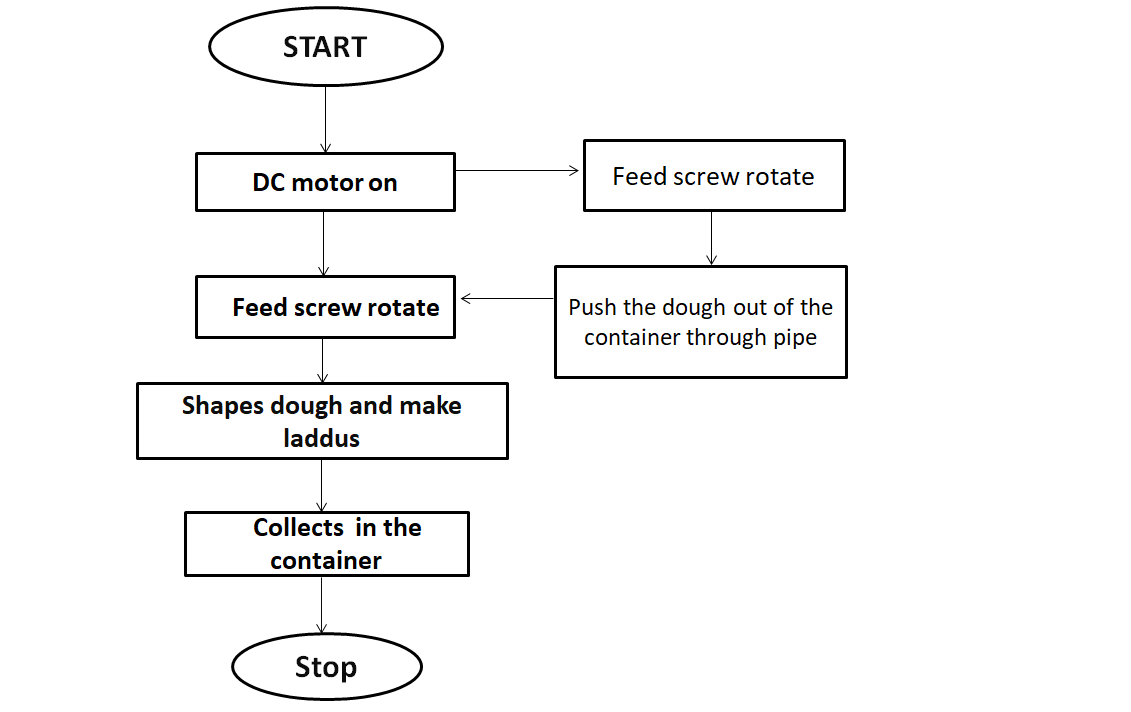 START
DC motor on
Feed screw rotate
Feed screw rotate
Push the dough out of the
container through pipe
Shapes dough and make
laddus
Collects in the
container
Stop